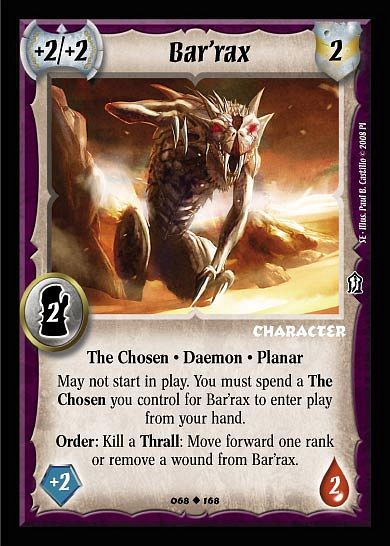 +2/+2
Bar'rax
2
SE · Illus. Paul B. Castillo © 2008 PI
2
CHARACTER
The Chosen • Daemon • Planar
May not start in play. You must spend a The
Chosen you control for Bar'rax to enter play
from your hand.
Order: Kill a Thrall: Move forward one rank
or remove a wound from Bar'rax.
+2
068 ◆ 168
2